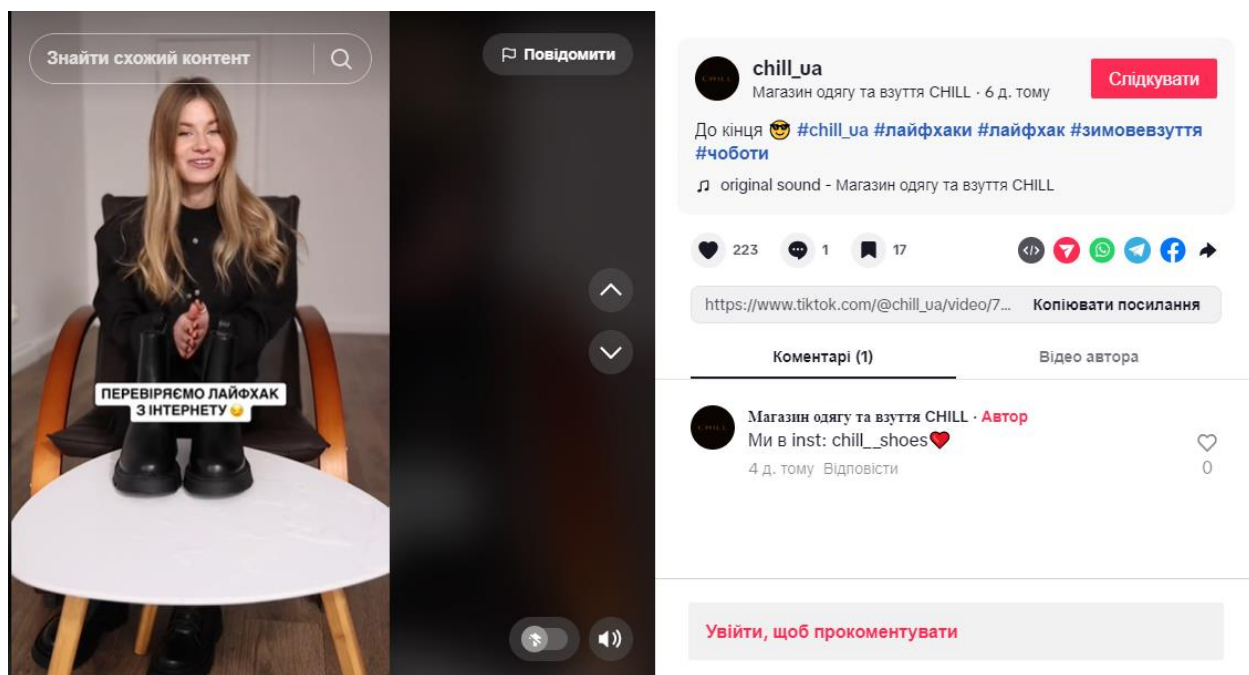 Знайти схожий контент
Повідомити
ПЕРЕВІРЯЄМО ЛАЙФХАК
З ІНТЕРНЕТУ 😏
CHILL
chill_ua
Магазин одягу та взуття CHILL · 6 д. тому
Слідкувати
До кінця 😎 #chill_ua #лайфхаки #лайфхак #зимовевзуття
#чоботи
original sound - Магазин одягу та взуття CHILL
223
1
17
https://www.tiktok.com/@chill_ua/video/7...
Копіювати посилання
Коментарі (1)
Відео автора
CHILL
Магазин одягу та взуття CHILL · Автор
Ми в inst: chill__shoes❤️
4 д. тому Відповісти
0
Увійти, щоб прокоментувати